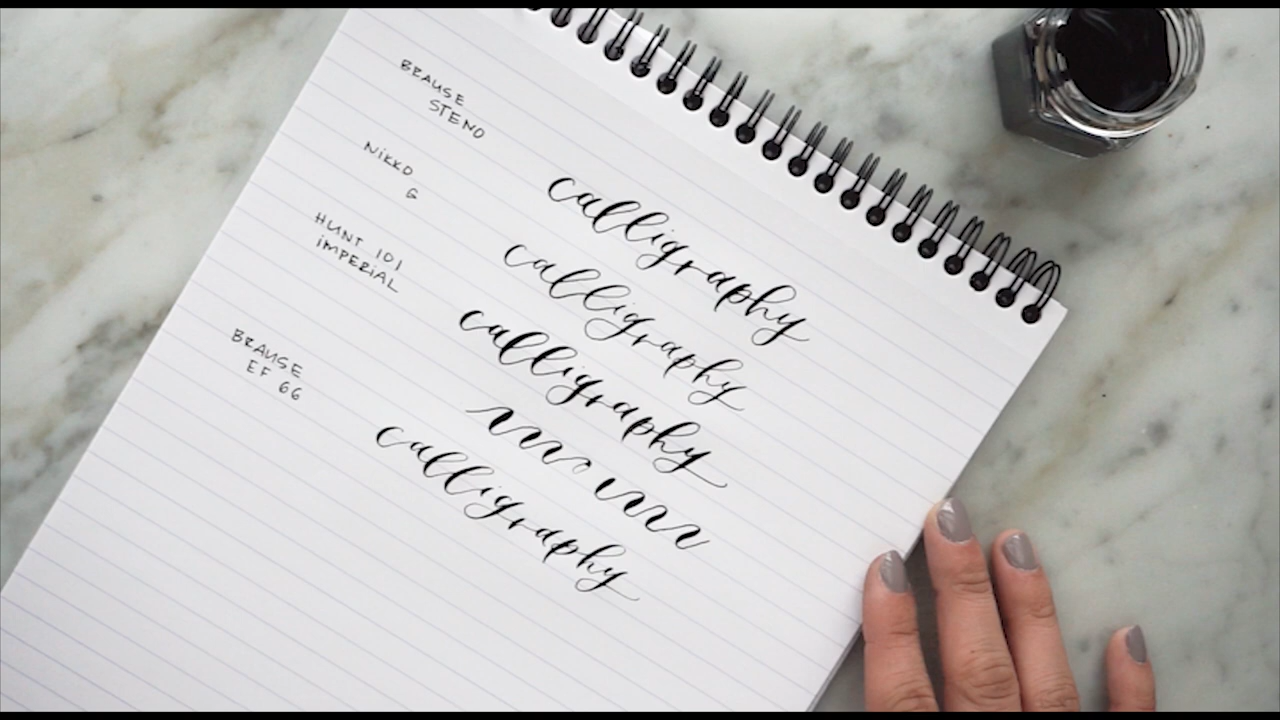 BRAUSE
STENO
calligraphy
NiKKO
G
calligraphy
HUNT 101
iMPERiAL
calligraphy
BRAUSE
EF 66
calligraphy